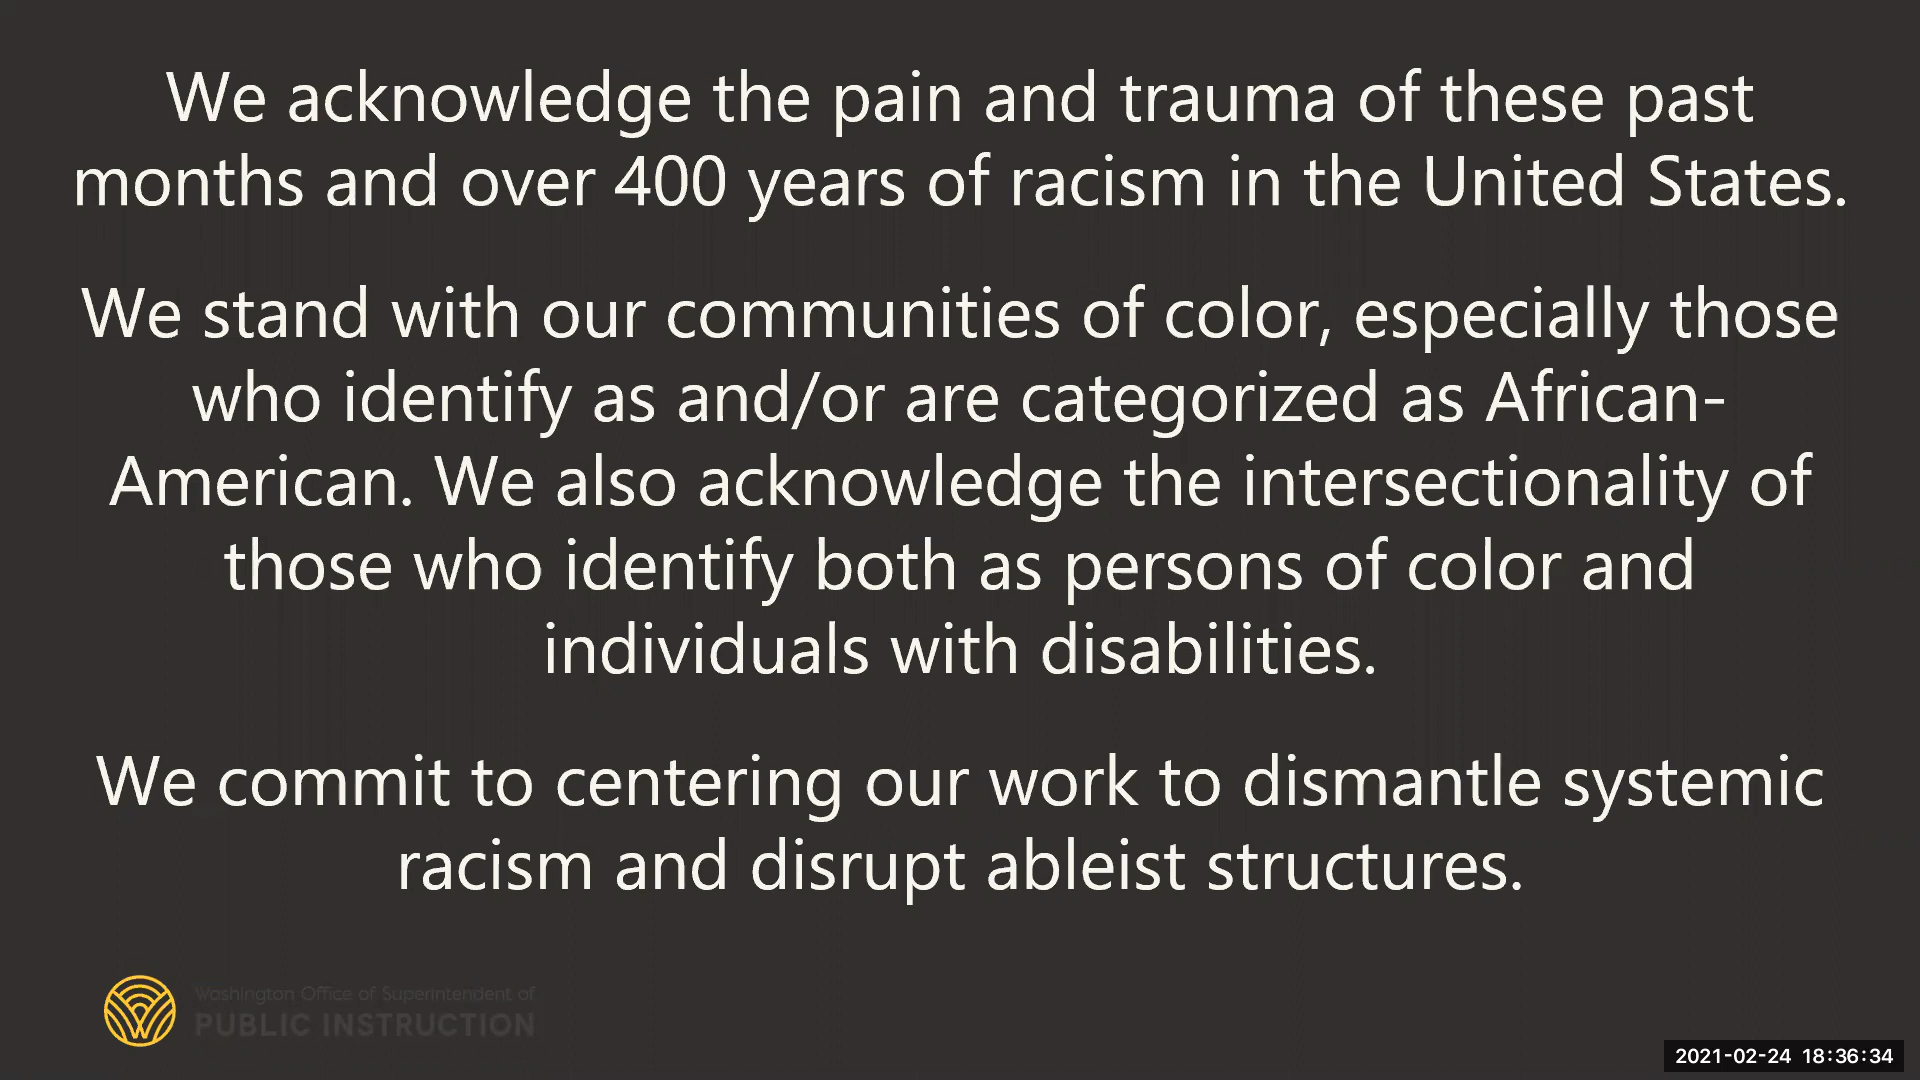 We acknowledge the pain and trauma of these past
months and over 400 years of racism in the United States.
We stand with our communities of color, especially those
who identify as and/or are categorized as African-
American. We also acknowledge the intersectionality of
those who identify both as persons of color and
individuals with disabilities.
We commit to centering our work to dismantle systemic
racism and disrupt ableist structures.
Washington Office of Superintendent of
PUBLIC INSTRUCTION
2021-02-24 18:36:34